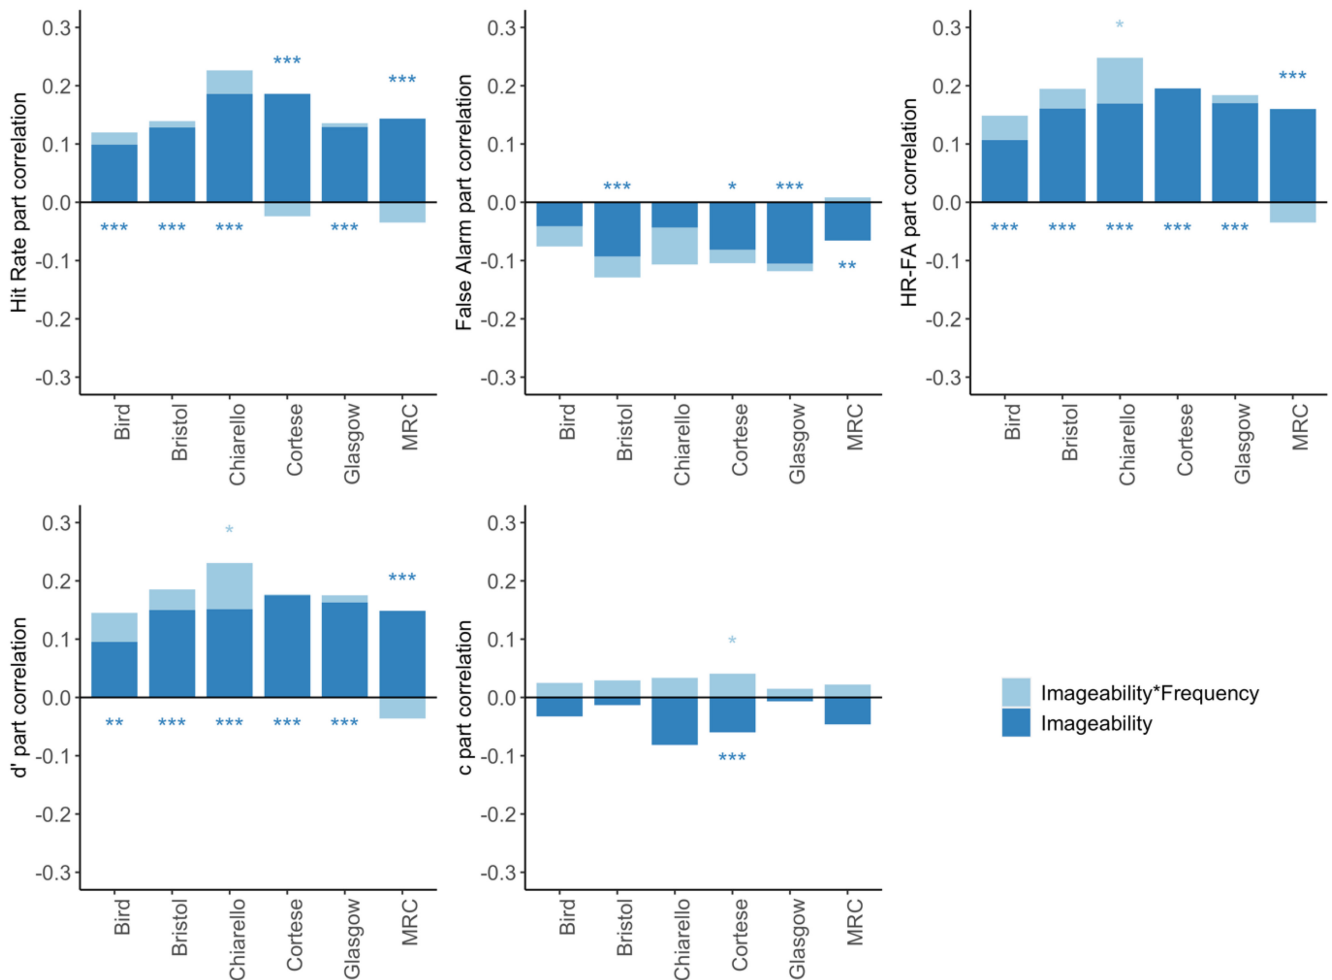 Hit Rate part correlation
0.3
0.2
0.1
0.0
-0.1
-0.2
-0.3
***
***
***
***
***
***
Bird
Bristol
Chiarello
Cortese
Glasgow
MRC
False Alarm part correlation
0.3
0.2
0.1
0.0
-0.1
-0.2
-0.3
***
*
***
**
Bird
Bristol
Chiarello
Cortese
Glasgow
MRC
HR-FA part correlation
0.3
0.2
0.1
0.0
-0.1
-0.2
-0.3
*
***
***
***
***
***
***
Bird
Bristol
Chiarello
Cortese
Glasgow
MRC
d' part correlation
0.3
0.2
0.1
0.0
-0.1
-0.2
-0.3
*
***
**
***
***
***
***
Bird
Bristol
Chiarello
Cortese
Glasgow
MRC
c part correlation
0.3
0.2
0.1
0.0
-0.1
-0.2
-0.3
*
***
Bird
Bristol
Chiarello
Cortese
Glasgow
MRC
Imageability*Frequency
Imageability